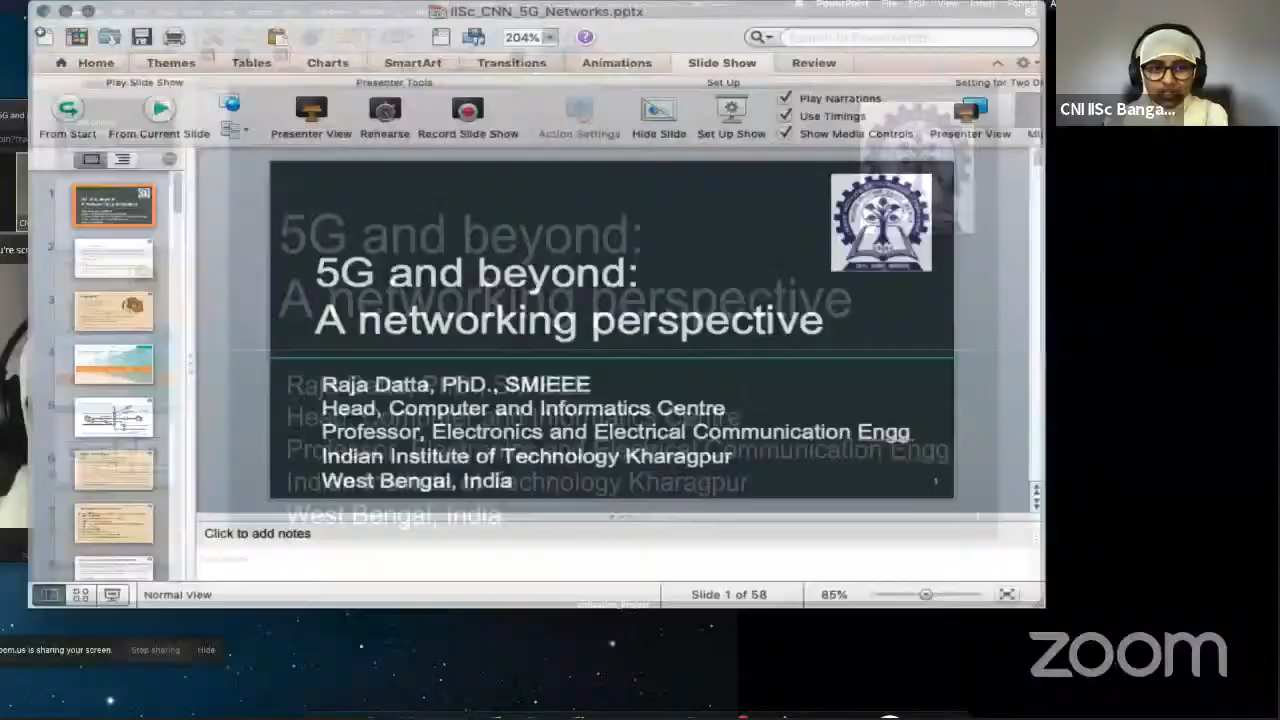 IISc_CNN_5G_Networks.pptx
204%
Home Themes Tables Charts SmartArt Transitions Animations Slide Show Review
Play Slide Show Presenter Tools Set Up
From Start From Current Slide Presenter View Rehearse Record Slide Show Action Settings Hide Slide Set Up Show
Play Narrations
Use Timings
Show Media Controls
Presenter View
CNI IISc Banga...
5G and beyond:
A networking perspective
Raja Datta, PhD., SMIEEE
Head, Computer and Informatics Centre
Professor, Electronics and Electrical Communication Engg
Indian Institute of Technology Kharagpur
West Bengal, India
1
Click to add notes
Normal View Slide 1 of 58 85%
oom.us is sharing your screen. Stop sharing Hide
zoom